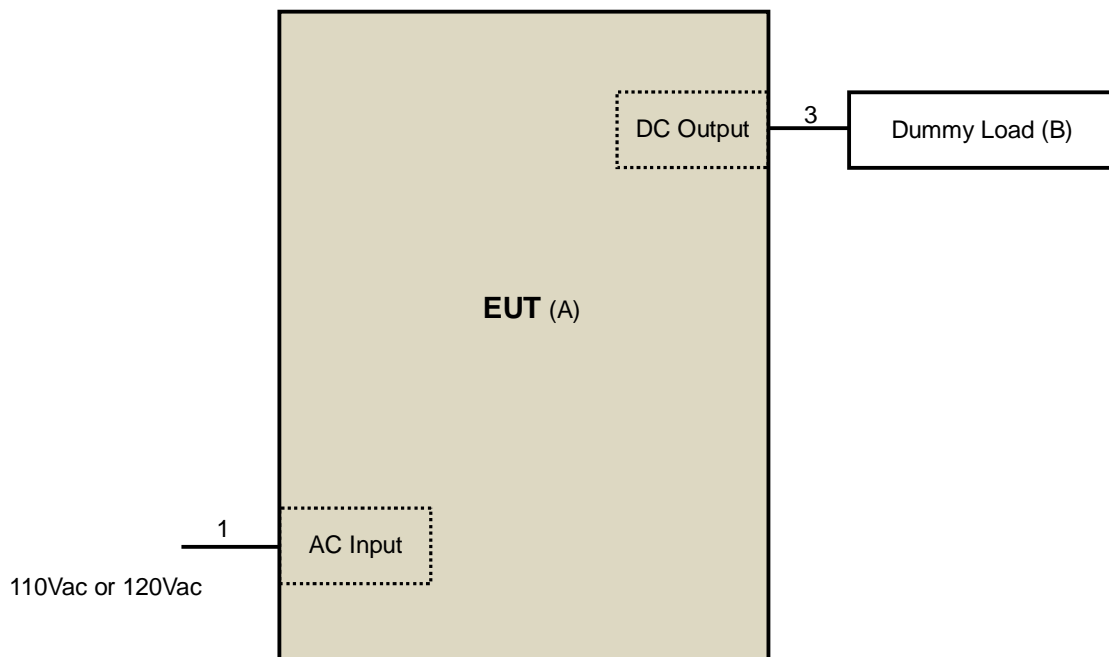 DC Output
3
Dummy Load (B)
EUT (A)
1
AC Input
110Vac or 120Vac